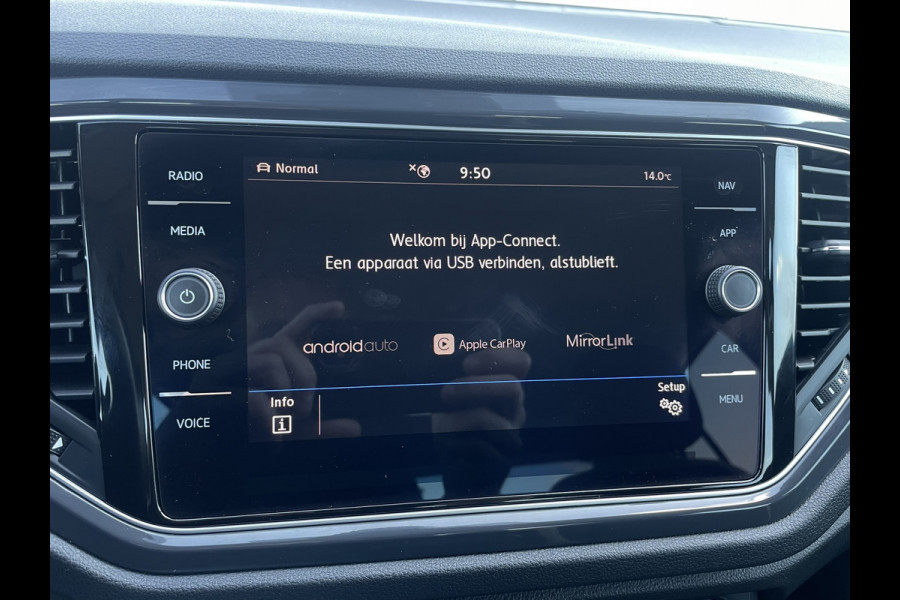 RADIO
MEDIA
PHONE
VOICE
Normal
9:50
14.0°C
Welkom bij App-Connect.
Een apparaat via USB verbinden, alstublieft.
androidauto
Apple CarPlay
MirrorLink
Info
i
Setup
NAV
APP
CAR
MENU